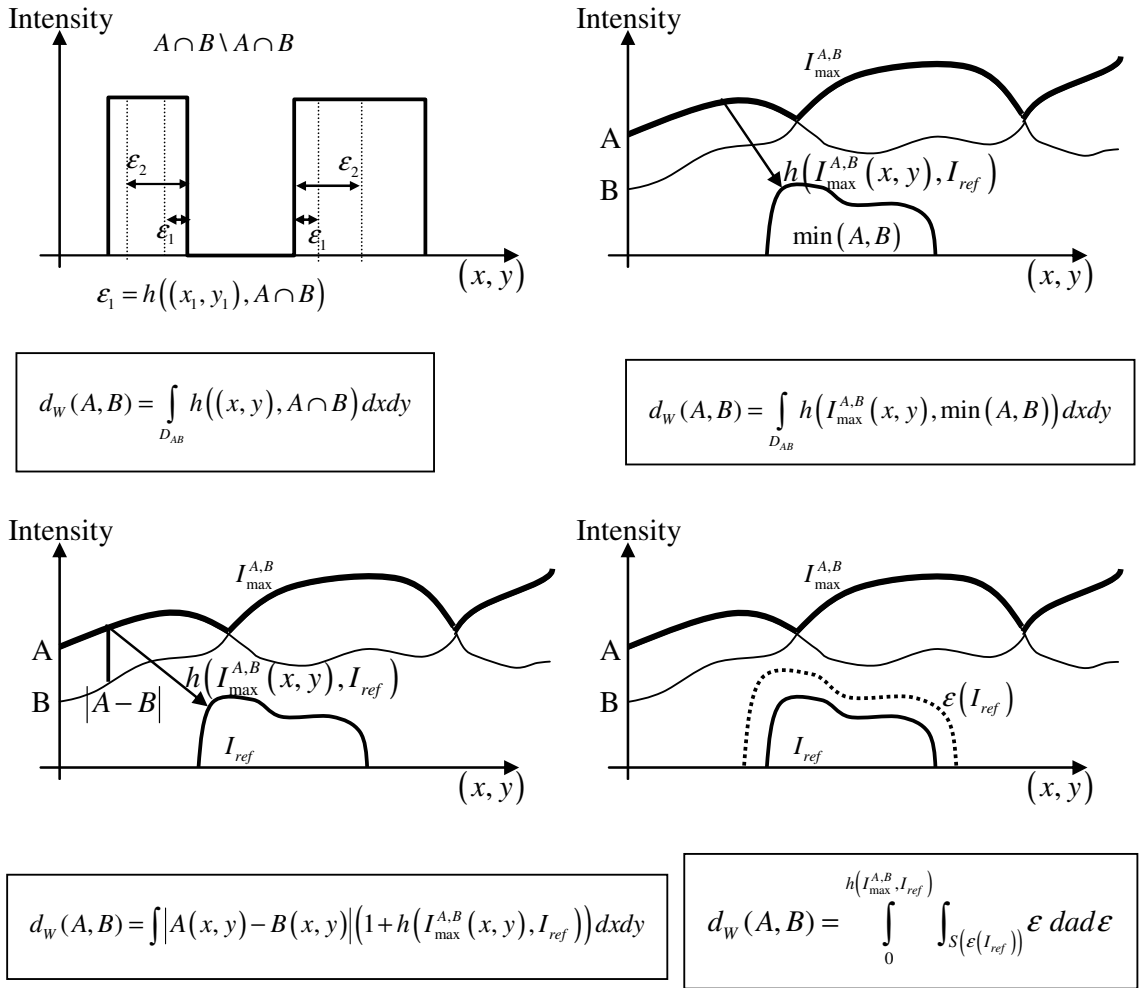 Intensity
A ∩ B \ A ∩ B
ε₂
ε₂
ε₁
ε₁
(x, y)
ε₁ = h((x₁, y₁), A ∩ B)
d_W(A, B) = ∫_{D_AB} h((x, y), A ∩ B) dxdy
Intensity
I_max^{A,B}
A
B
h(I_max^{A,B}(x, y), I_ref)
min(A, B)
(x, y)
d_W(A, B) = ∫_{D_AB} h(I_max^{A,B}(x, y), min(A, B)) dxdy
Intensity
I_max^{A,B}
A
B
|A − B|
h(I_max^{A,B}(x, y), I_ref)
I_ref
(x, y)
d_W(A, B) = ∫|A(x, y) − B(x, y)|(1 + h(I_max^{A,B}(x, y), I_ref)) dxdy
Intensity
I_max^{A,B}
A
B
ε(I_ref)
I_ref
(x, y)
d_W(A, B) = ∫_0^{h(I_max^{A,B}, I_ref)} ∫_{S(ε(I_ref))} ε dadε